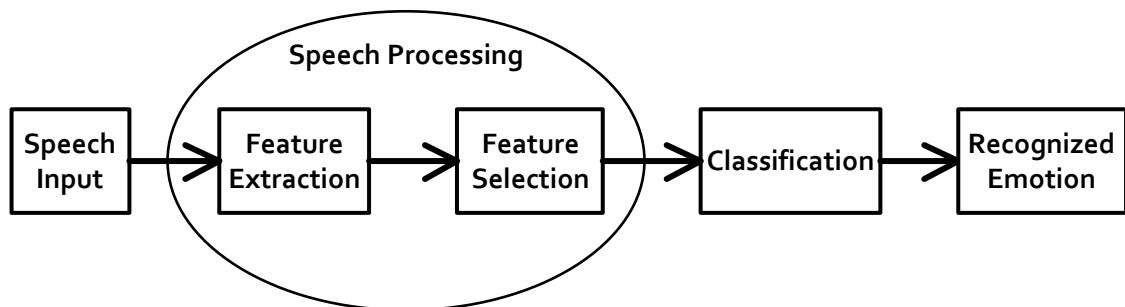 Speech Processing
Speech
Input
Feature
Extraction
Feature
Selection
Classification
Recognized
Emotion